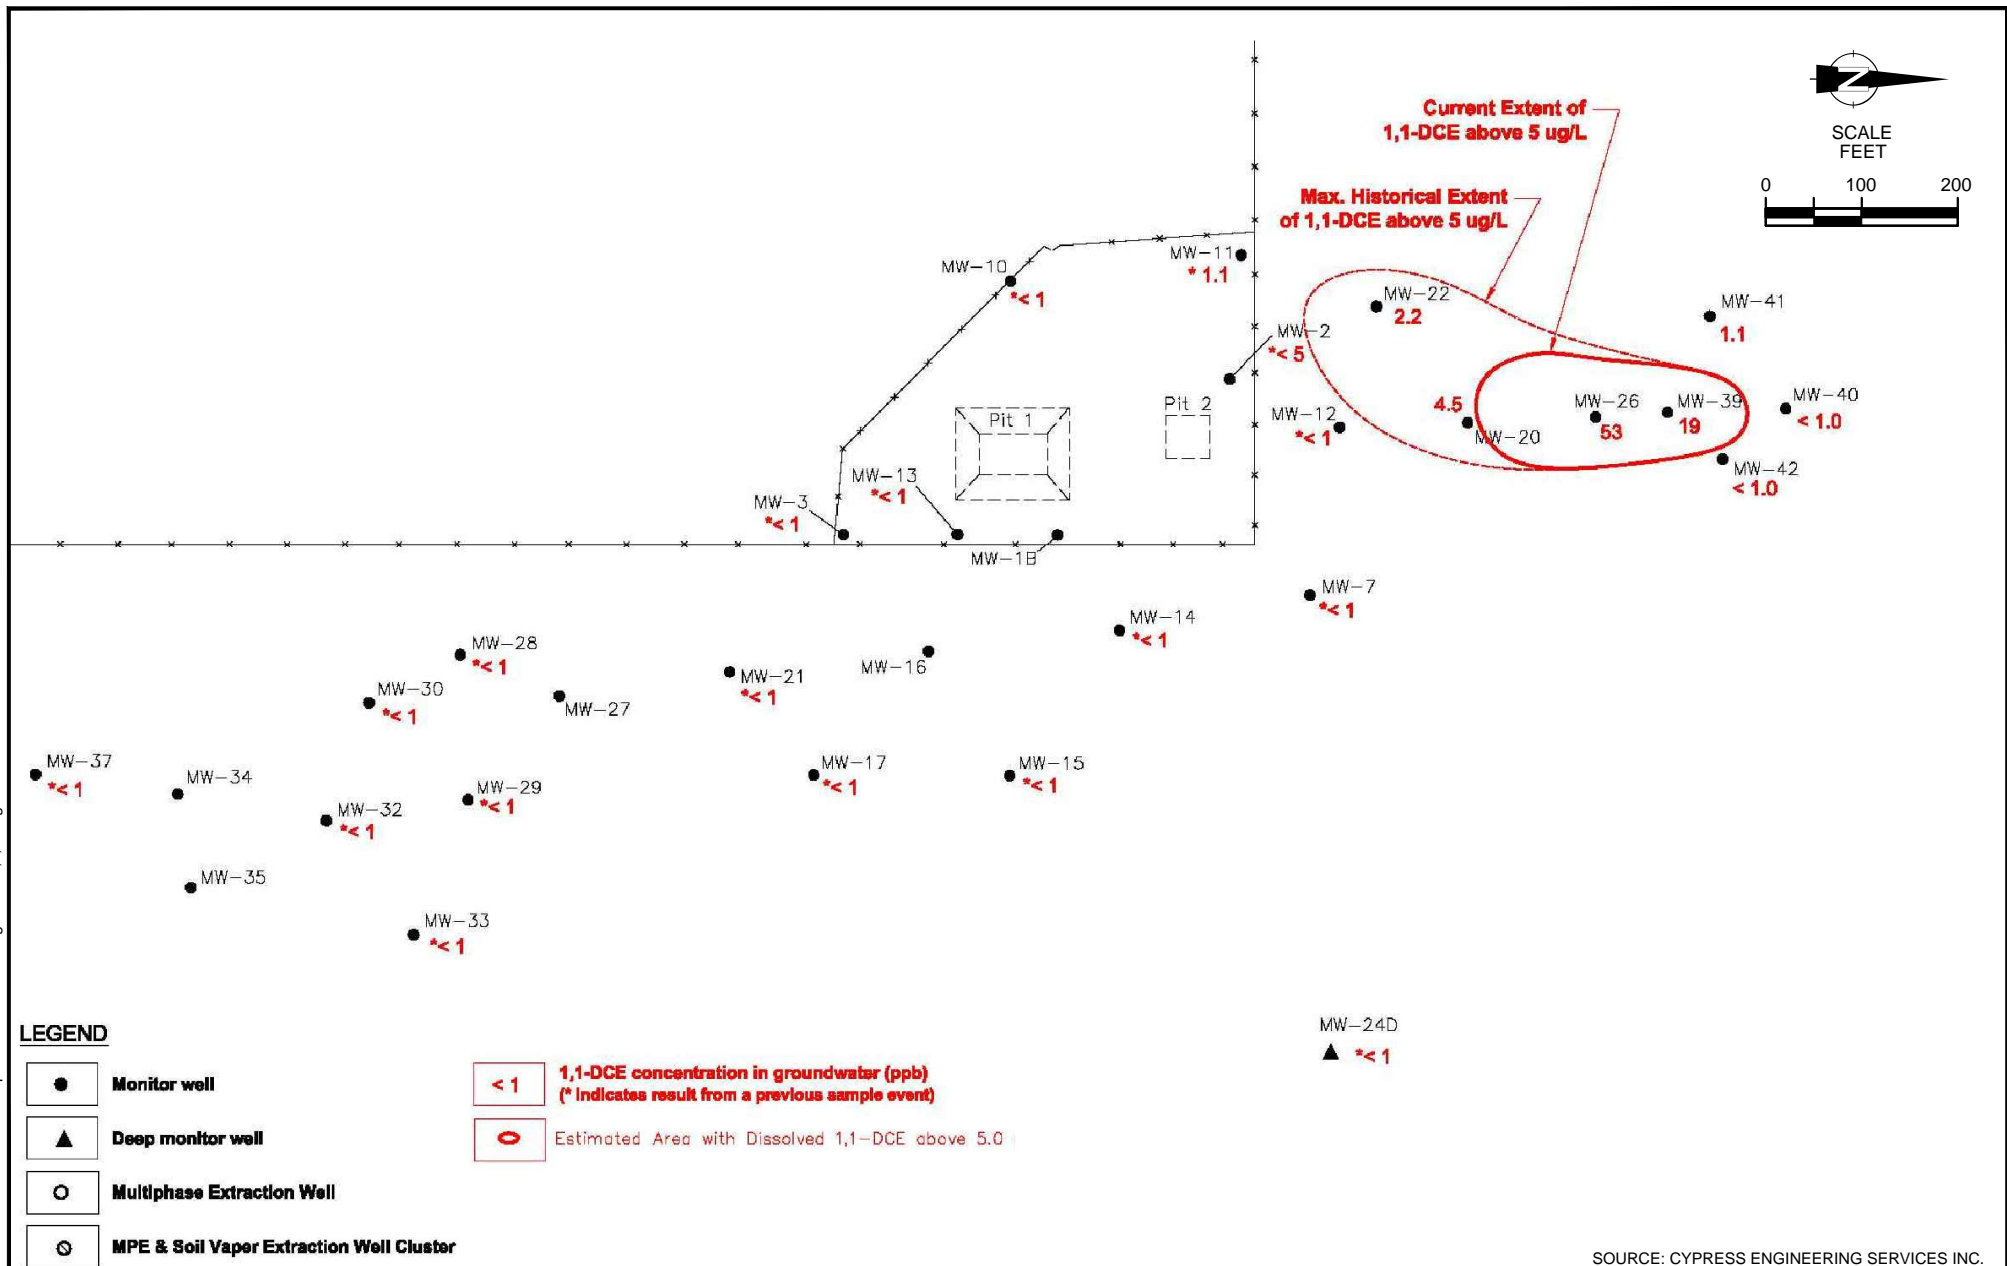 Current Extent of
1,1-DCE above 5 ug/L
Z
SCALE
FEET
0 100 200
Max. Historical Extent
of 1,1-DCE above 5 ug/L
MW-11
* 1.1
MW-10
*< 1
MW-22
2.2
MW-41
1.1
MW-2
*< 5
MW-12
*< 1
4.5
MW-20
MW-26
53
MW-39
19
MW-40
< 1.0
MW-42
< 1.0
Pit 1
Pit 2
MW-13
*< 1
MW-3
*< 1
MW-1B
MW-7
*< 1
MW-14
*< 1
MW-16
MW-28
*< 1
MW-21
*< 1
MW-30
*< 1
MW-27
MW-37
*< 1
MW-34
MW-32
*< 1
MW-29
*< 1
MW-17
*< 1
MW-15
*< 1
MW-35
MW-33
*< 1
MW-24D
*< 1
LEGEND
Monitor well
Deep monitor well
Multiphase Extraction Well
MPE & Soil Vaper Extraction Well Cluster
< 1
1,1-DCE concentration in groundwater (ppb)
(* indicates result from a previous sample event)
Estimated Area with Dissolved 1,1-DCE above 5.0
SOURCE: CYPRESS ENGINEERING SERVICES INC.